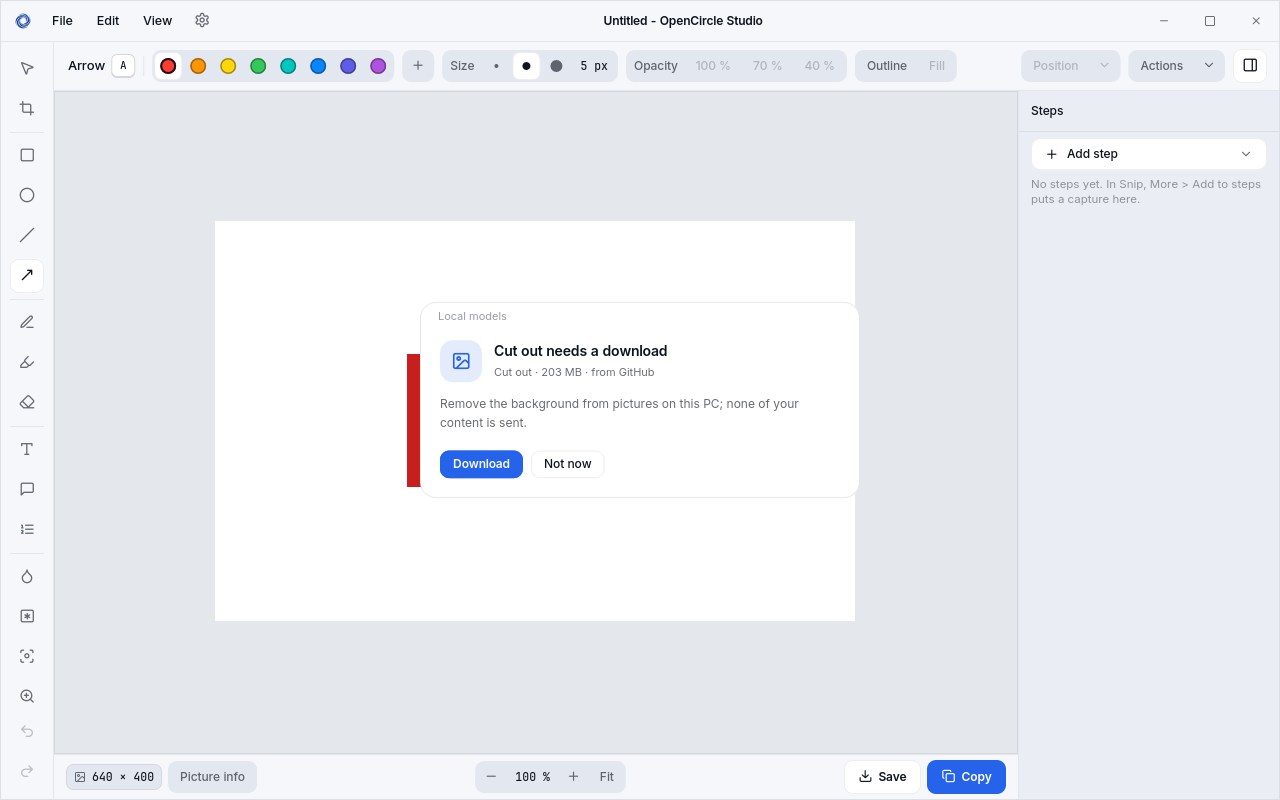 File Edit View
Untitled - OpenCircle Studio
Arrow A
Size 5 px
Opacity 100 % 70 % 40 %
Outline Fill
Position
Actions
Steps
Add step
No steps yet. In Snip, More > Add to steps
puts a capture here.
Local models
Cut out needs a download
Cut out · 203 MB · from GitHub
Remove the background from pictures on this PC; none of your
content is sent.
Download Not now
640 × 400
Picture info
100 %
Fit
Save
Copy